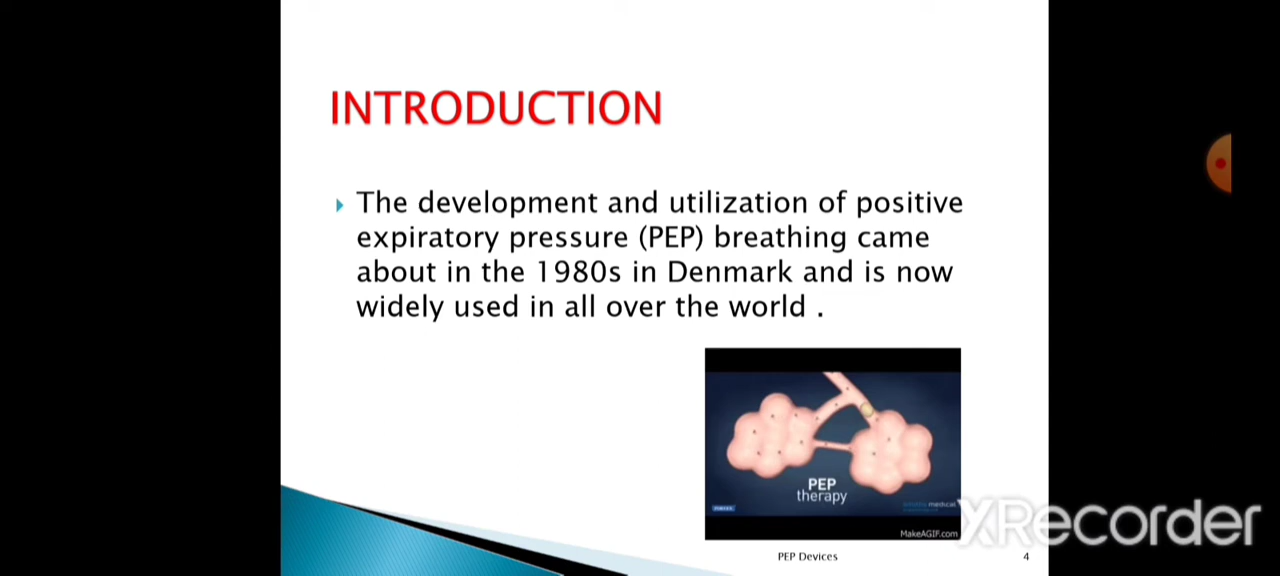 INTRODUCTION
The development and utilization of positive
expiratory pressure (PEP) breathing came
about in the 1980s in Denmark and is now
widely used in all over the world .
PEP
therapy
medical
MakeAGIF.com
XRecorder
PEP Devices
4